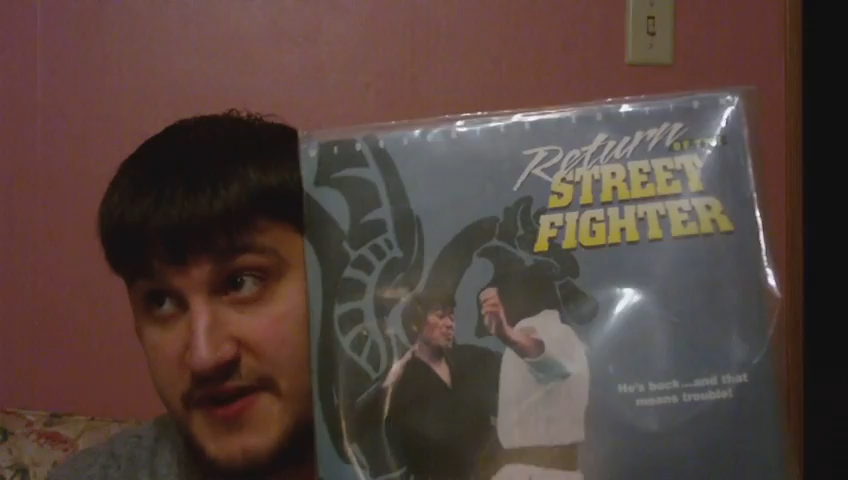 Return OF THE
STREET
FIGHTER
He's back...and that
means trouble!